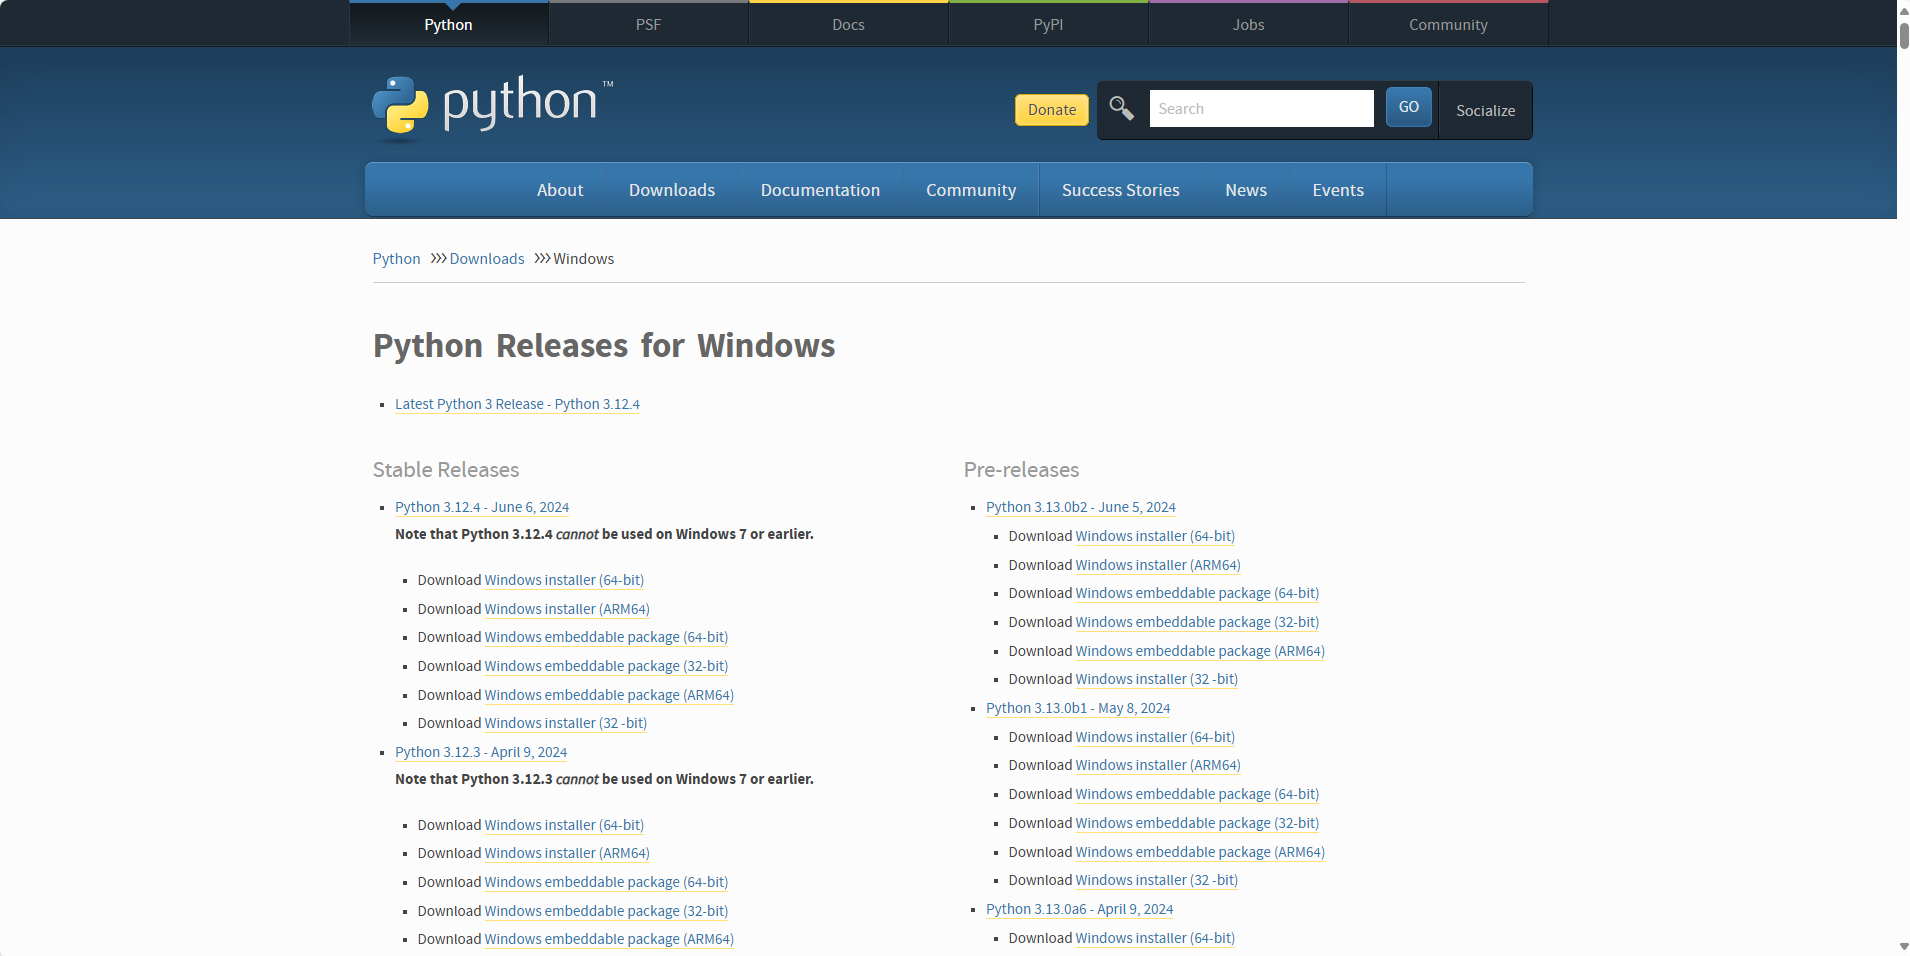 Python
PSF
Docs
PyPI
Jobs
Community
python™
Donate
Search
GO
Socialize
About
Downloads
Documentation
Community
Success Stories
News
Events
Python >>> Downloads >>> Windows
Python Releases for Windows
Latest Python 3 Release - Python 3.12.4
Stable Releases
Python 3.12.4 - June 6, 2024
Note that Python 3.12.4 cannot be used on Windows 7 or earlier.
Download Windows installer (64-bit)
Download Windows installer (ARM64)
Download Windows embeddable package (64-bit)
Download Windows embeddable package (32-bit)
Download Windows embeddable package (ARM64)
Download Windows installer (32 -bit)
Python 3.12.3 - April 9, 2024
Note that Python 3.12.3 cannot be used on Windows 7 or earlier.
Download Windows installer (64-bit)
Download Windows installer (ARM64)
Download Windows embeddable package (64-bit)
Download Windows embeddable package (32-bit)
Download Windows embeddable package (ARM64)
Pre-releases
Python 3.13.0b2 - June 5, 2024
Download Windows installer (64-bit)
Download Windows installer (ARM64)
Download Windows embeddable package (64-bit)
Download Windows embeddable package (32-bit)
Download Windows embeddable package (ARM64)
Download Windows installer (32 -bit)
Python 3.13.0b1 - May 8, 2024
Download Windows installer (64-bit)
Download Windows installer (ARM64)
Download Windows embeddable package (64-bit)
Download Windows embeddable package (32-bit)
Download Windows embeddable package (ARM64)
Download Windows installer (32 -bit)
Python 3.13.0a6 - April 9, 2024
Download Windows installer (64-bit)